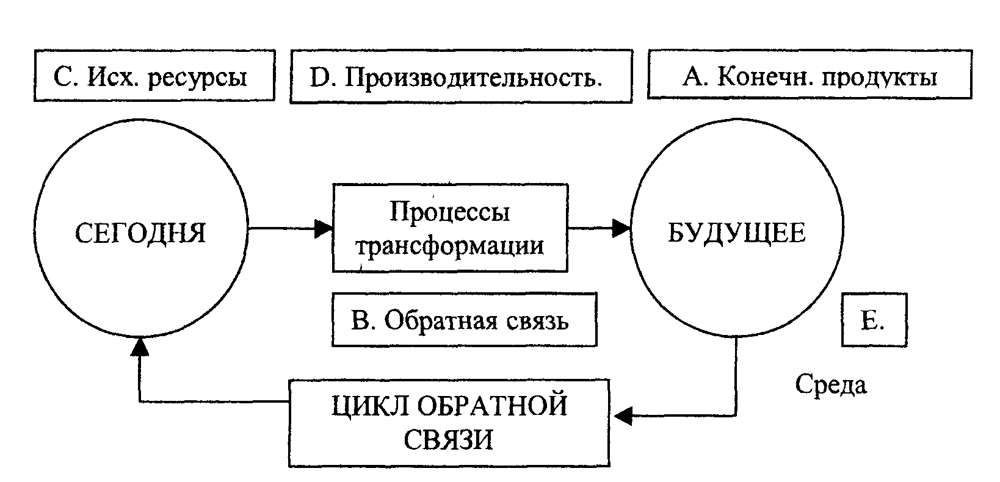 С. Исх. ресурсы
D. Производительность.
А. Конечн. продукты
СЕГОДНЯ
Процессы
трансформации
БУДУЩЕЕ
В. Обратная связь
Е.
Среда
ЦИКЛ ОБРАТНОЙ
СВЯЗИ